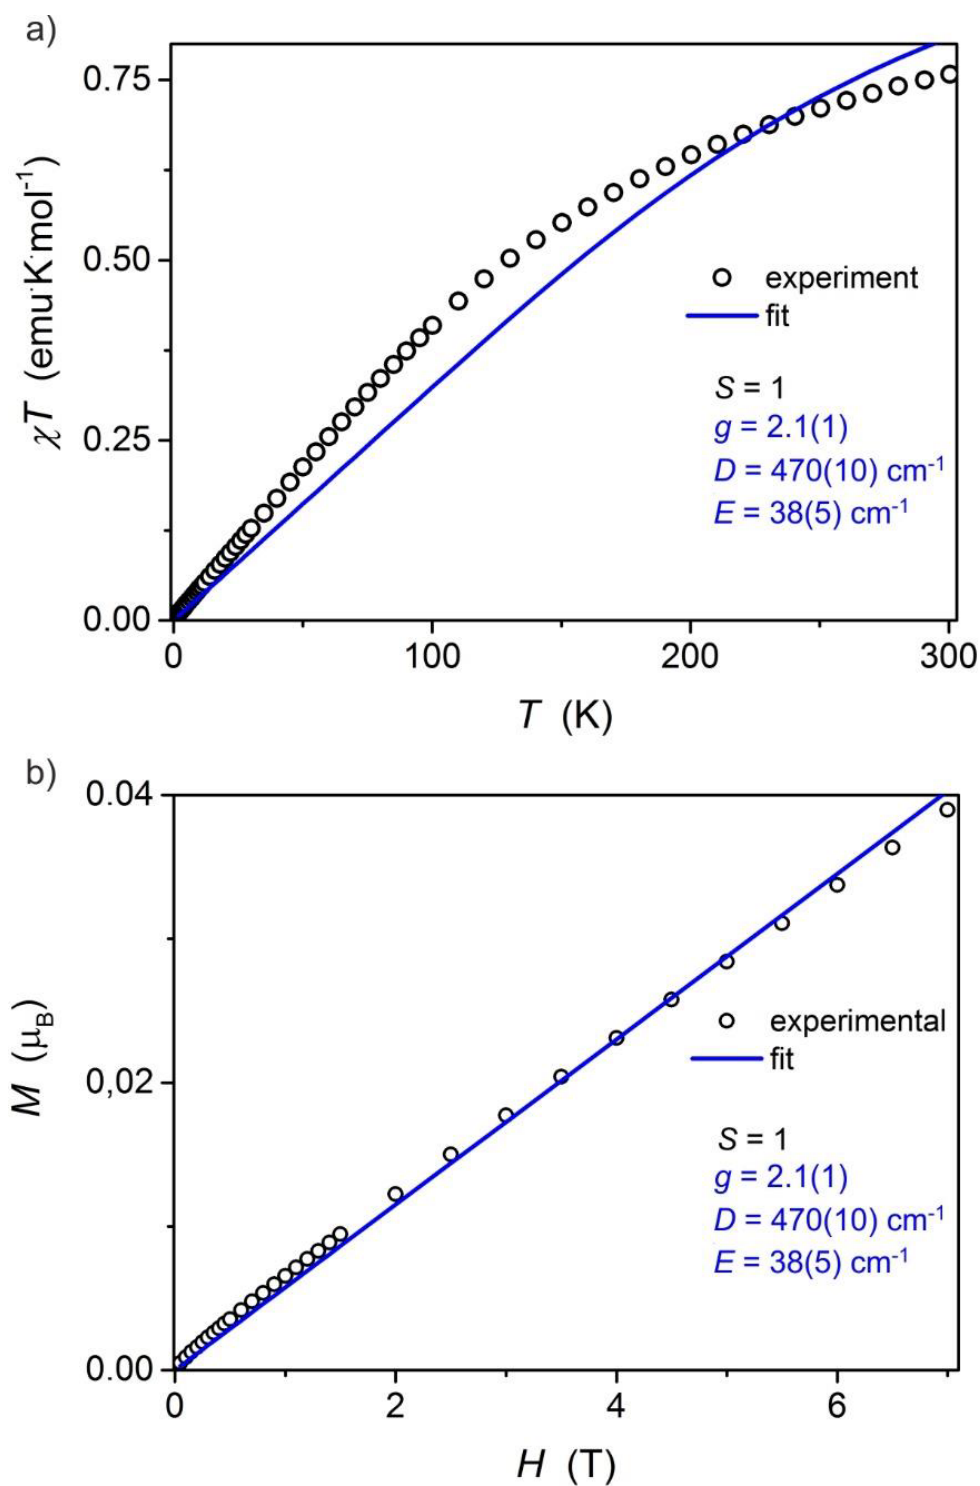 a)
0.75
0.50
0.25
0.00
χT (emu·K·mol⁻¹)
experiment
fit
S = 1
g = 2.1(1)
D = 470(10) cm⁻¹
E = 38(5) cm⁻¹
0 100 200 300
T (K)
b)
0.04
0,02
0.00
M (μB)
experimental
fit
S = 1
g = 2.1(1)
D = 470(10) cm⁻¹
E = 38(5) cm⁻¹
0 2 4 6
H (T)